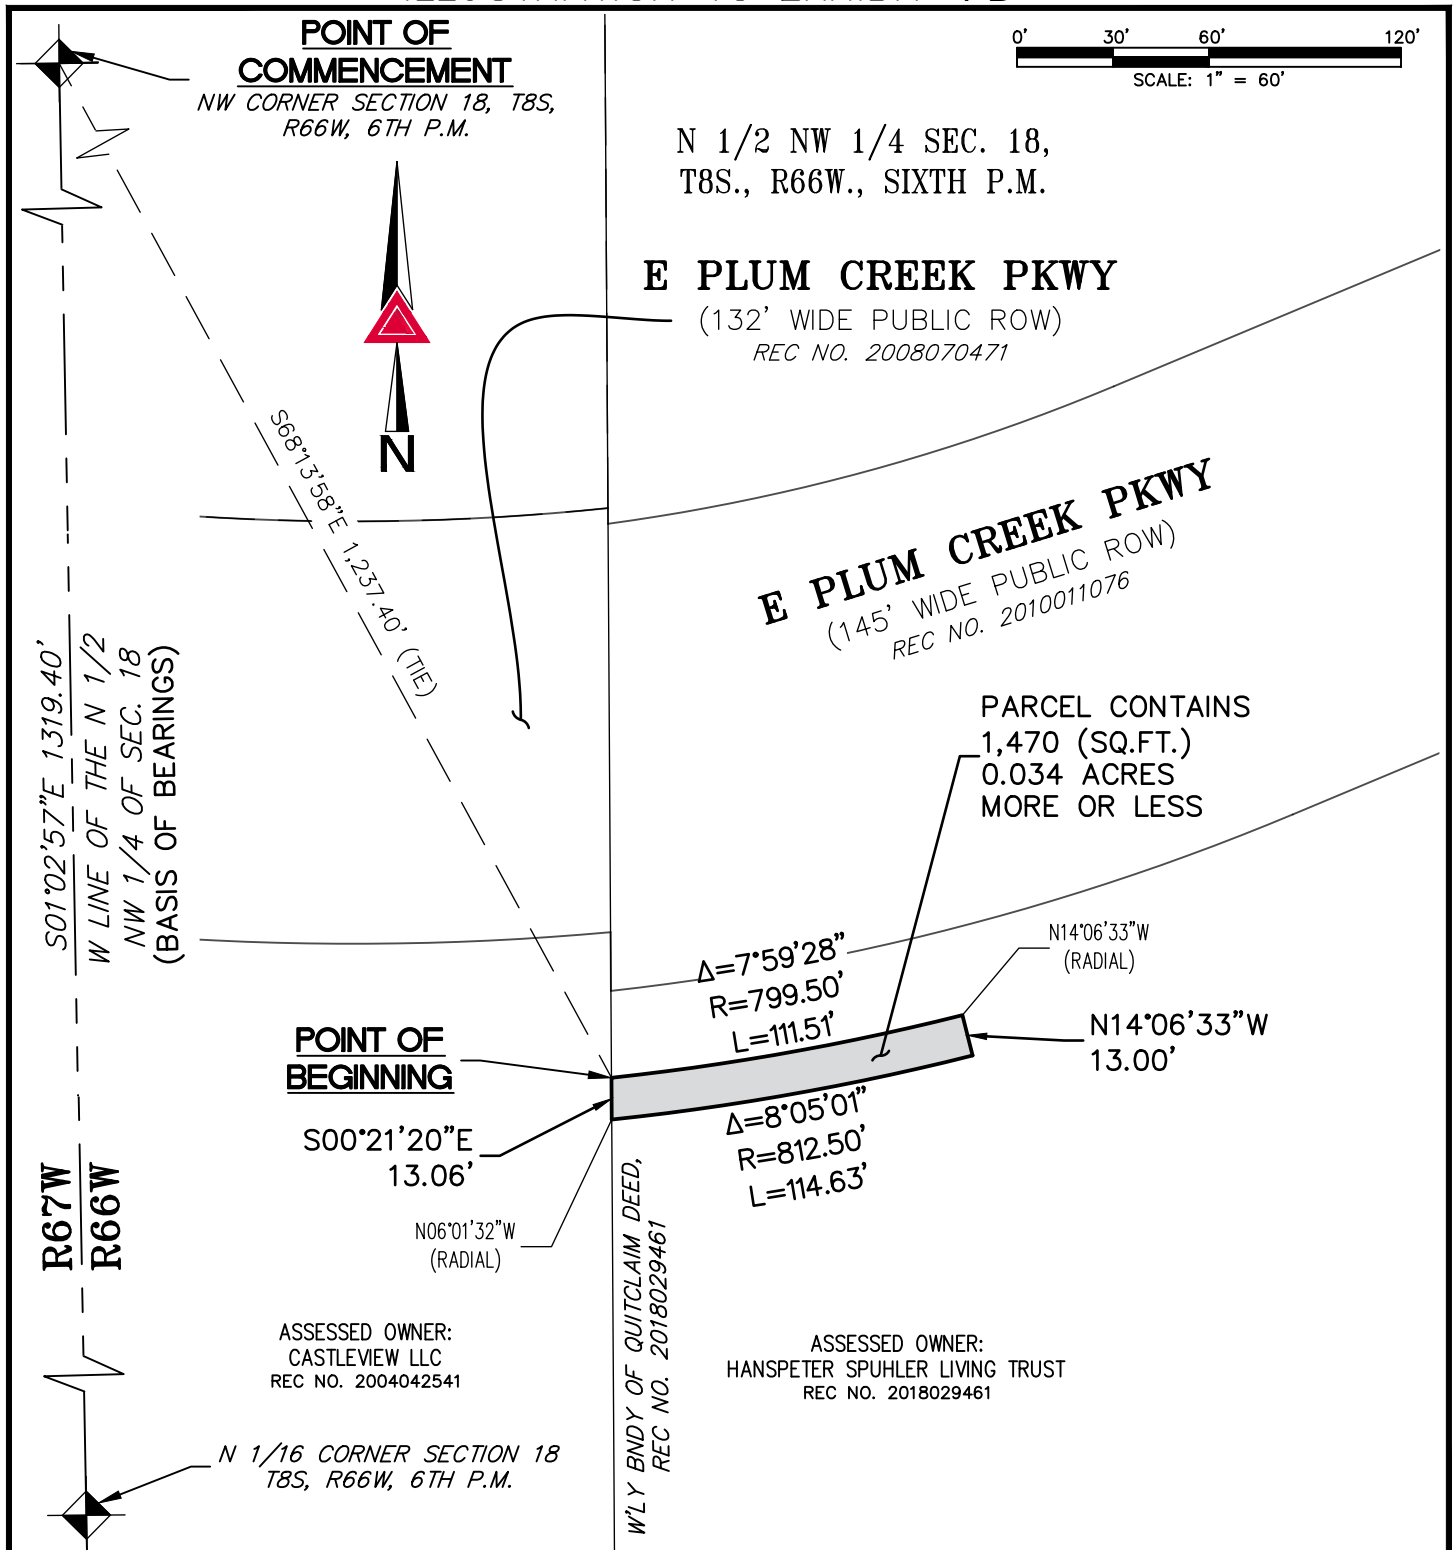 POINT OF
COMMENCEMENT
NW CORNER SECTION 18, T8S,
R66W, 6TH P.M.
0' 30' 60' 120'
SCALE: 1" = 60'
N 1/2 NW 1/4 SEC. 18,
T8S., R66W., SIXTH P.M.
E PLUM CREEK PKWY
(132' WIDE PUBLIC ROW)
REC NO. 2008070471
N
S68°13'58"E 1,237.40' (TIE)
E PLUM CREEK PKWY
(145' WIDE PUBLIC ROW)
REC NO. 2010011076
S01°02'57"E 1319.40'
W LINE OF THE N 1/2
NW 1/4 OF SEC. 18
(BASIS OF BEARINGS)
PARCEL CONTAINS
1,470 (SQ.FT.)
0.034 ACRES
MORE OR LESS
N14°06'33"W
(RADIAL)
Δ=7°59'28"
R=799.50'
L=111.51'
POINT OF
BEGINNING
N14°06'33"W
13.00'
S00°21'20"E
13.06'
Δ=8°05'01"
R=812.50'
L=114.63'
R67W
R66W
N06°01'32"W
(RADIAL)
W'LY BNDY OF QUITCLAIM DEED,
REC NO. 2018029461
ASSESSED OWNER:
CASTLEVIEW LLC
REC NO. 2004042541
ASSESSED OWNER:
HANSPETER SPUHLER LIVING TRUST
REC NO. 2018029461
N 1/16 CORNER SECTION 18
T8S, R66W, 6TH P.M.